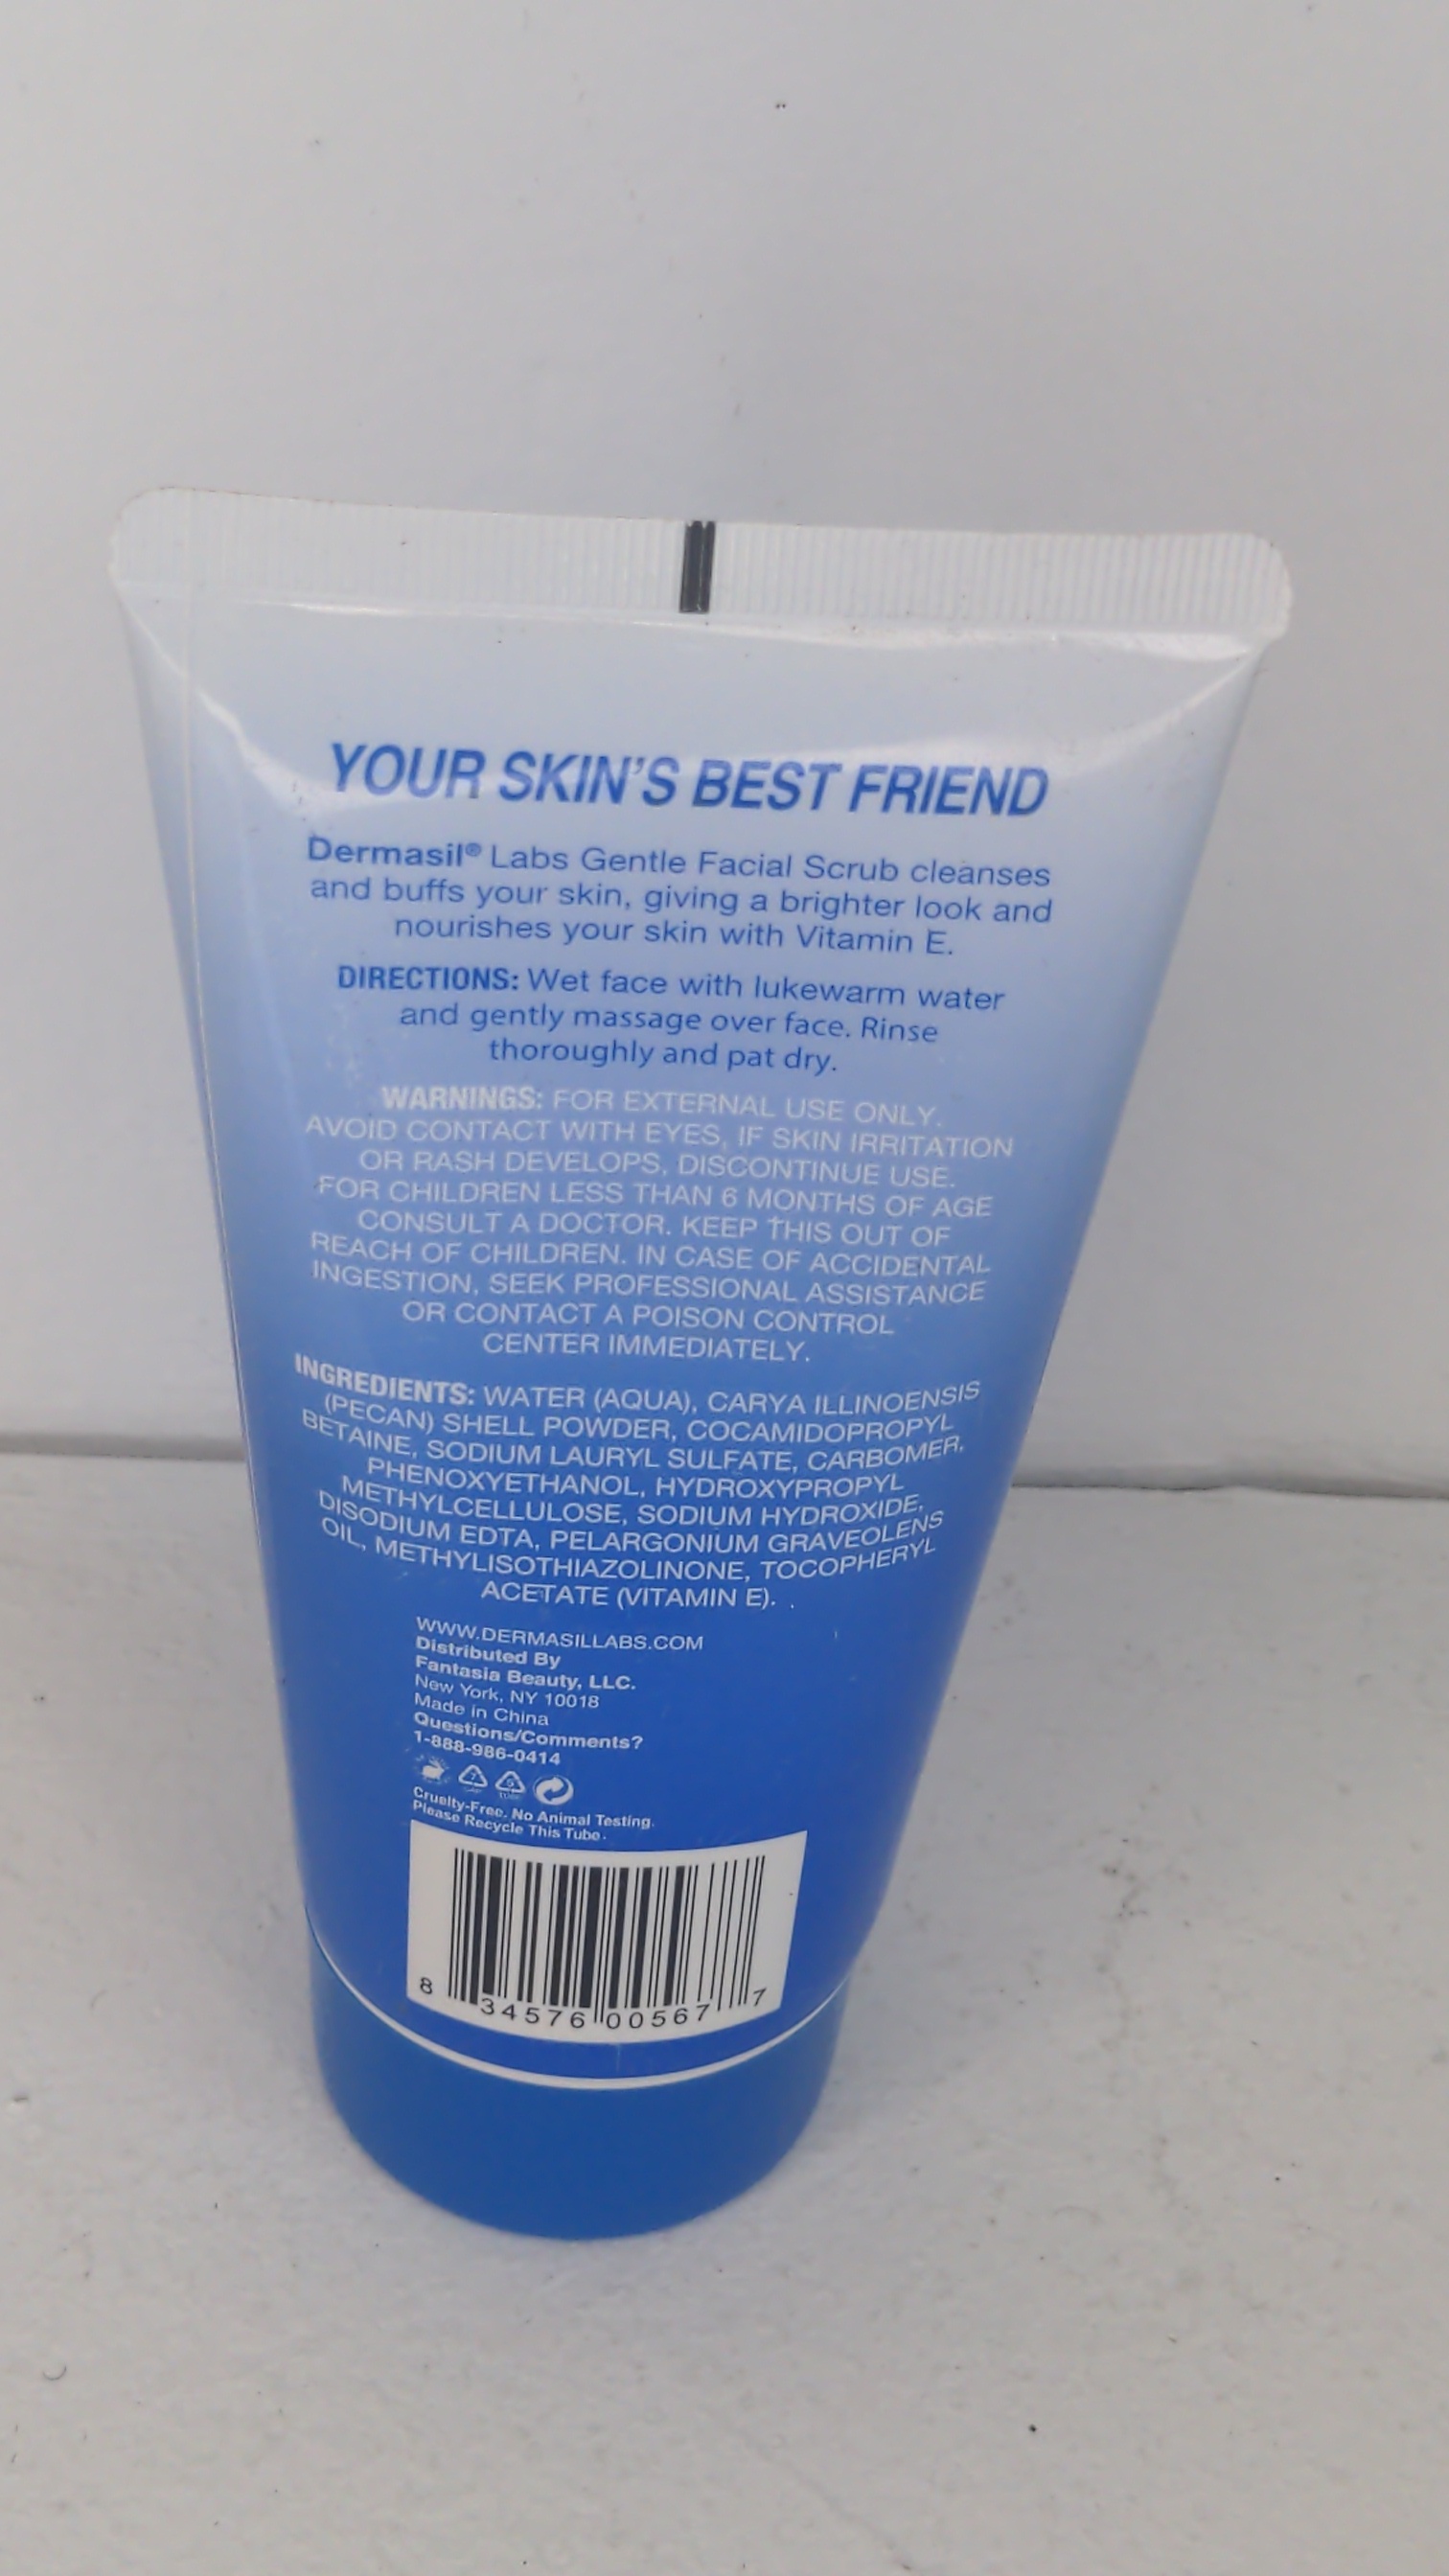 YOUR SKIN'S BEST FRIEND
Dermasil® Labs Gentle Facial Scrub cleanses
and buffs your skin, giving a brighter look and
nourishes your skin with Vitamin E.
DIRECTIONS: Wet face with lukewarm water
and gently massage over face. Rinse
thoroughly and pat dry.
WARNINGS: FOR EXTERNAL USE ONLY.
AVOID CONTACT WITH EYES, IF SKIN IRRITATION
OR RASH DEVELOPS, DISCONTINUE USE.
FOR CHILDREN LESS THAN 6 MONTHS OF AGE
CONSULT A DOCTOR. KEEP THIS OUT OF
REACH OF CHILDREN. IN CASE OF ACCIDENTAL
INGESTION, SEEK PROFESSIONAL ASSISTANCE
OR CONTACT A POISON CONTROL
CENTER IMMEDIATELY.
INGREDIENTS: WATER (AQUA), CARYA ILLINOENSIS
(PECAN) SHELL POWDER, COCAMIDOPROPYL
BETAINE, SODIUM LAURYL SULFATE, CARBOMER,
PHENOXYETHANOL, HYDROXYPROPYL
METHYLCELLULOSE, SODIUM HYDROXIDE,
DISODIUM EDTA, PELARGONIUM GRAVEOLENS
OIL, METHYLISOTHIAZOLINONE, TOCOPHERYL
ACETATE (VITAMIN E). .
WWW.DERMASILLABS.COM
Distributed By
Fantasia Beauty, LLC.
New York, NY 10018
Made in China
Questions/Comments?
1-888-986-0414
Cruelty-Free. No Animal Testing.
Please Recycle This Tube.
8 34576 00567 7